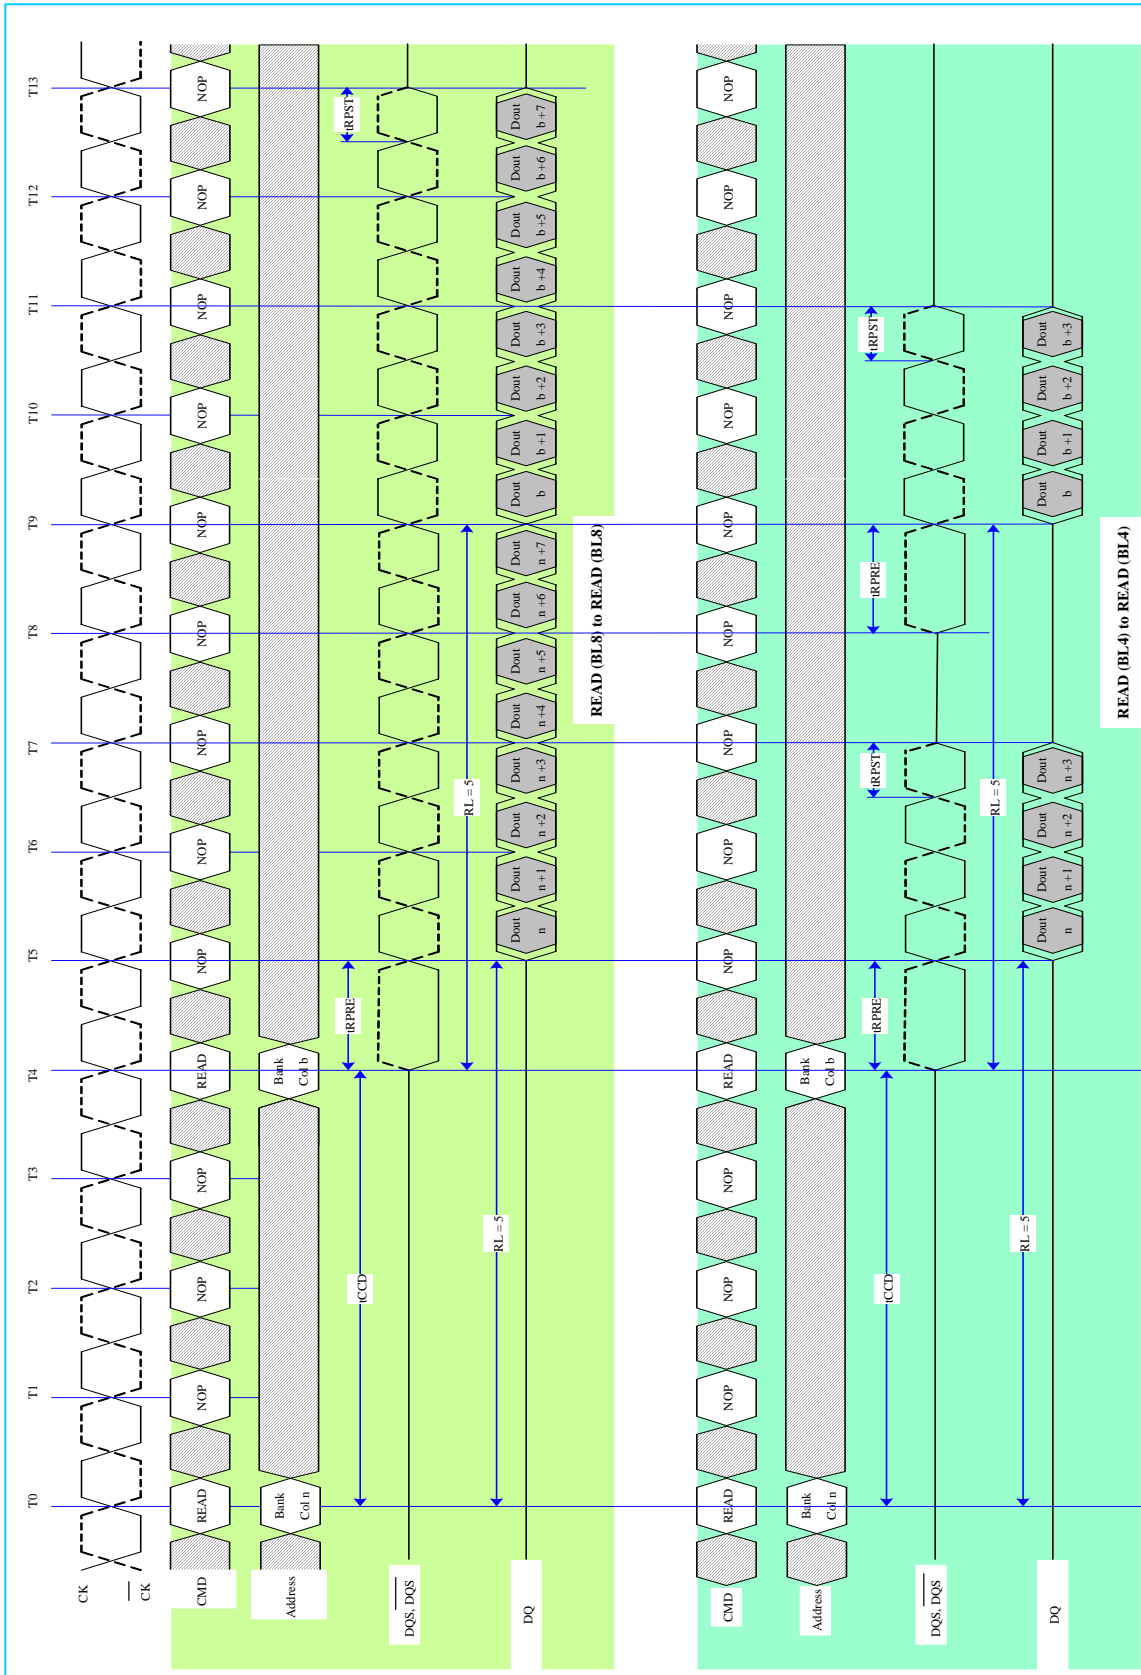 T0 T1 T2 T3 T4 T5 T6 T7 T8 T9 T10 T11 T12 T13
CK
CK
CMD READ NOP NOP NOP READ NOP NOP NOP NOP NOP NOP NOP NOP NOP
Address Bank Col n Bank Col b
tCCD tRPRE tRPST
DQS, DQS
RL = 5
RL = 5
DQ Dout n Dout n +1 Dout n +2 Dout n +3 Dout n +4 Dout n +5 Dout n +6 Dout n +7 Dout b Dout b +1 Dout b +2 Dout b +3 Dout b +4 Dout b +5 Dout b +6 Dout b +7
READ (BL8) to READ (BL8)
CMD READ NOP NOP NOP READ NOP NOP NOP NOP NOP NOP NOP NOP NOP
Address Bank Col n Bank Col b
tCCD tRPRE tRPST tRPRE tRPST
DQS, DQS
RL = 5
RL = 5
DQ Dout n Dout n +1 Dout n +2 Dout n +3 Dout b Dout b +1 Dout b +2 Dout b +3
READ (BL4) to READ (BL4)